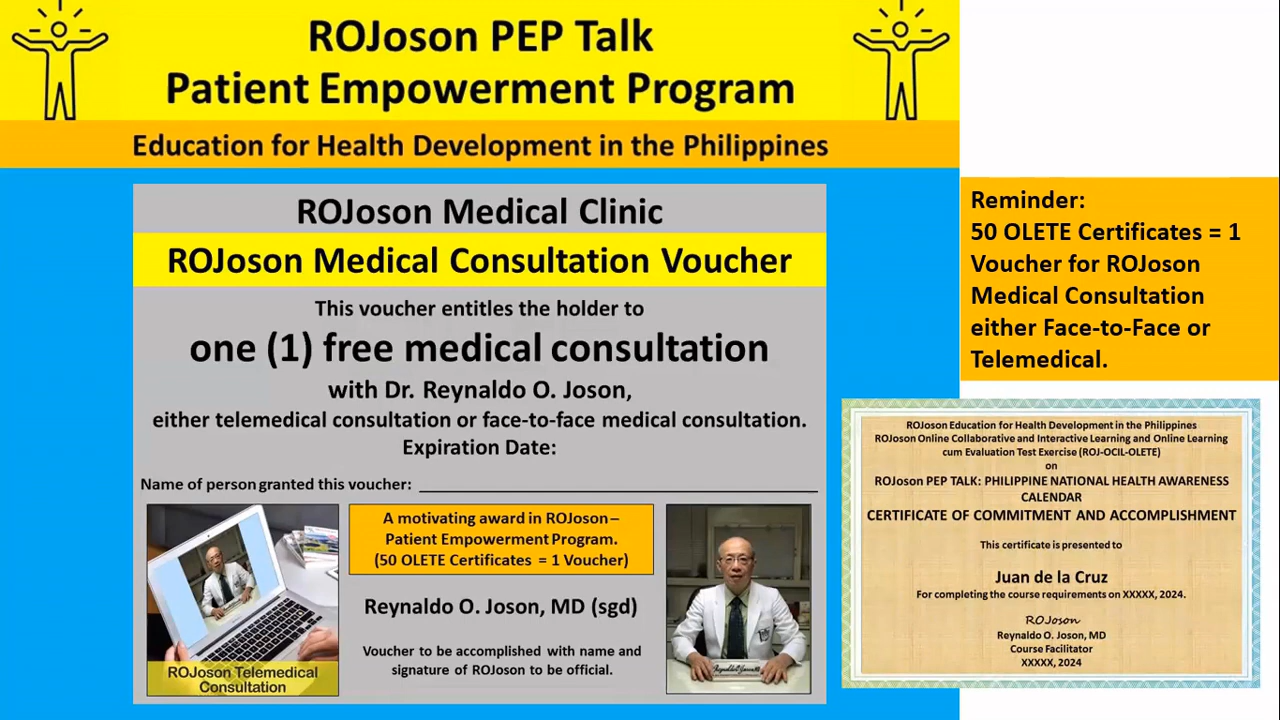 ROJoson PEP Talk
Patient Empowerment Program
Education for Health Development in the Philippines
ROJoson Medical Clinic
ROJoson Medical Consultation Voucher
This voucher entitles the holder to
one (1) free medical consultation
with Dr. Reynaldo O. Joson,
either telemedical consultation or face-to-face medical consultation.
Expiration Date:
Name of person granted this voucher:
ROJoson Telemedical
Consultation
A motivating award in ROJoson –
Patient Empowerment Program.
(50 OLETE Certificates = 1 Voucher)
Reynaldo O. Joson, MD (sgd)
Voucher to be accomplished with name and
signature of ROJoson to be official.
Reminder:
50 OLETE Certificates = 1
Voucher for ROJoson
Medical Consultation
either Face-to-Face or
Telemedical.
ROJoson Education for Health Development in the Philippines
ROJoson Online Collaborative and Interactive Learning and Online Learning
cum Evaluation Test Exercise (ROJ-OCIL-OLETE)
on
ROJoson PEP TALK: PHILIPPINE NATIONAL HEALTH AWARENESS
CALENDAR
CERTIFICATE OF COMMITMENT AND ACCOMPLISHMENT
This certificate is presented to
Juan de la Cruz
For completing the course requirements on XXXXX, 2024.
ROJoson
Reynaldo O. Joson, MD
Course Facilitator
XXXXX, 2024